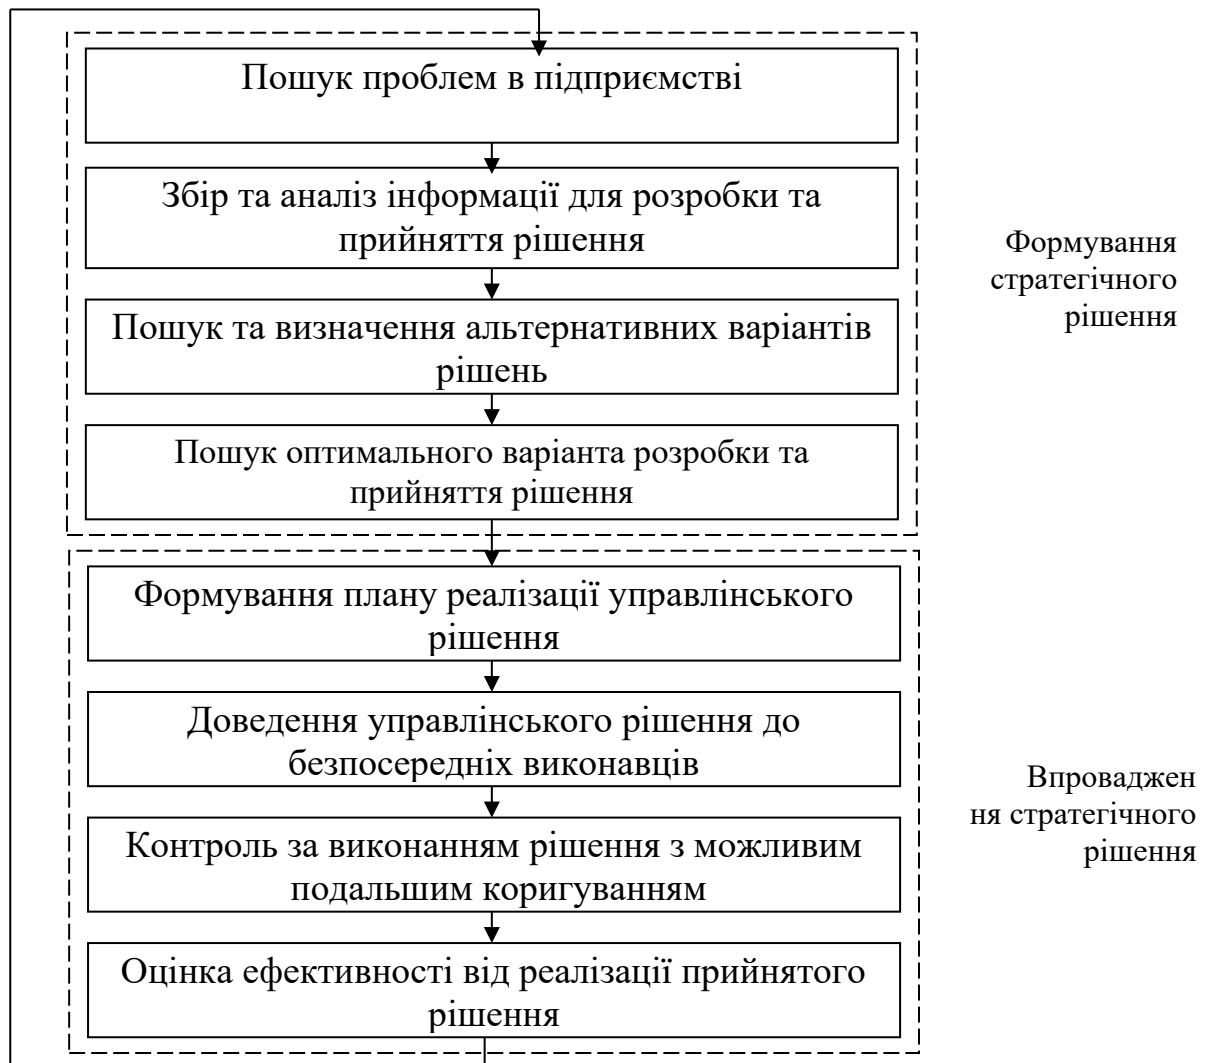 Пошук проблем в підприємстві
Збір та аналіз інформації для розробки та
прийняття рішення
Пошук та визначення альтернативних варіантів
рішень
Пошук оптимального варіанта розробки та
прийняття рішення
Формування
стратегічного
рішення
Формування плану реалізації управлінського
рішення
Доведення управлінського рішення до
безпосередніх виконавців
Контроль за виконанням рішення з можливим
подальшим коригуванням
Оцінка ефективності від реалізації прийнятого
рішення
Впроваджен
ня стратегічного
рішення